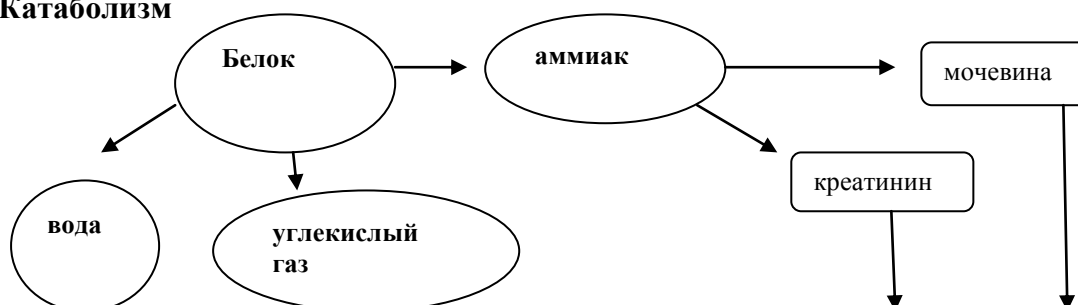 Катаболизм
Белок
аммиак
мочевина
креатинин
вода
углекислый
газ